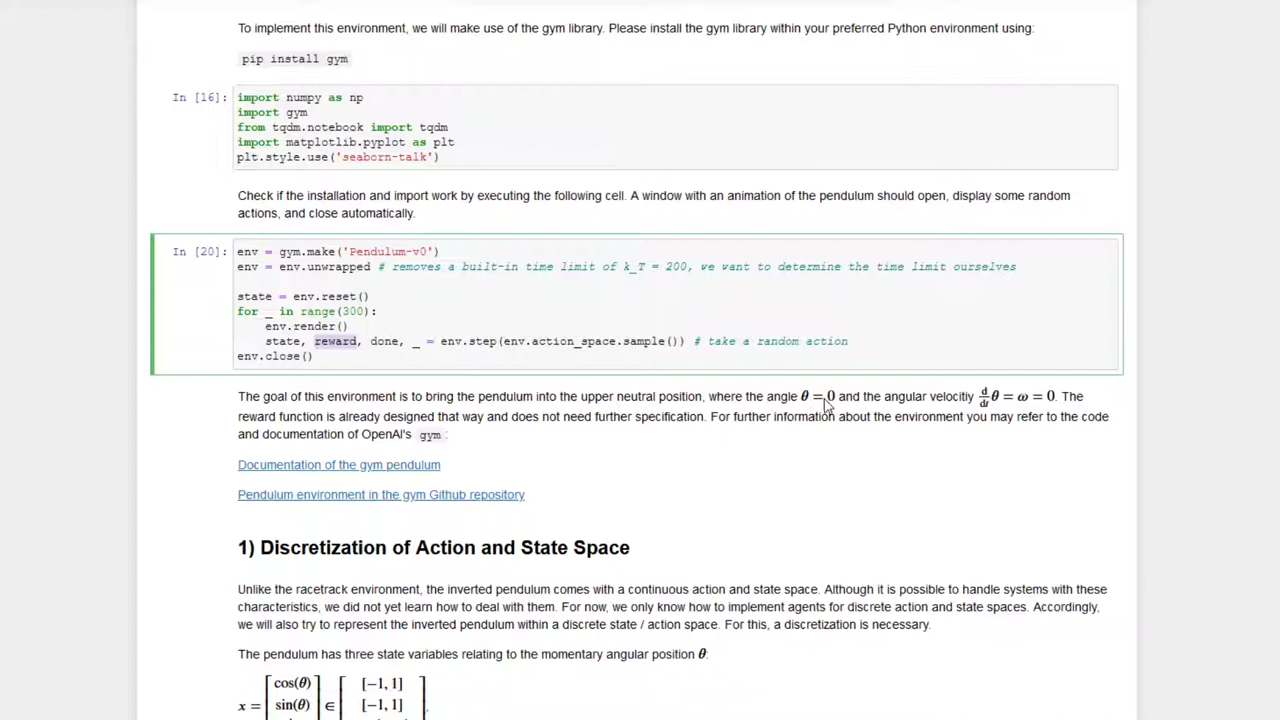 To implement this environment, we will make use of the gym library. Please install the gym library within your preferred Python environment using:
pip install gym
In [16]: import numpy as np
import gym
from tqdm.notebook import tqdm
import matplotlib.pyplot as plt
plt.style.use('seaborn-talk')
Check if the installation and import work by executing the following cell. A window with an animation of the pendulum should open, display some random
actions, and close automatically.
In [20]: env = gym.make('Pendulum-v0')
env = env.unwrapped # removes a built-in time limit of k_T = 200, we want to determine the time limit ourselves
state = env.reset()
for _ in range(300):
env.render()
state, reward, done, _ = env.step(env.action_space.sample()) # take a random action
env.close()
The goal of this environment is to bring the pendulum into the upper neutral position, where the angle θ = 0 and the angular velocitiy d/dt θ = ω = 0. The
reward function is already designed that way and does not need further specification. For further information about the environment you may refer to the code
and documentation of OpenAI's gym :
Documentation of the gym pendulum
Pendulum environment in the gym Github repository
1) Discretization of Action and State Space
Unlike the racetrack environment, the inverted pendulum comes with a continuous action and state space. Although it is possible to handle systems with these
characteristics, we did not yet learn how to deal with them. For now, we only know how to implement agents for discrete action and state spaces. Accordingly,
we will also try to represent the inverted pendulum within a discrete state / action space. For this, a discretization is necessary.
The pendulum has three state variables relating to the momentary angular position θ:
cos(θ) [−1, 1]
x = sin(θ) ∈ [−1, 1]